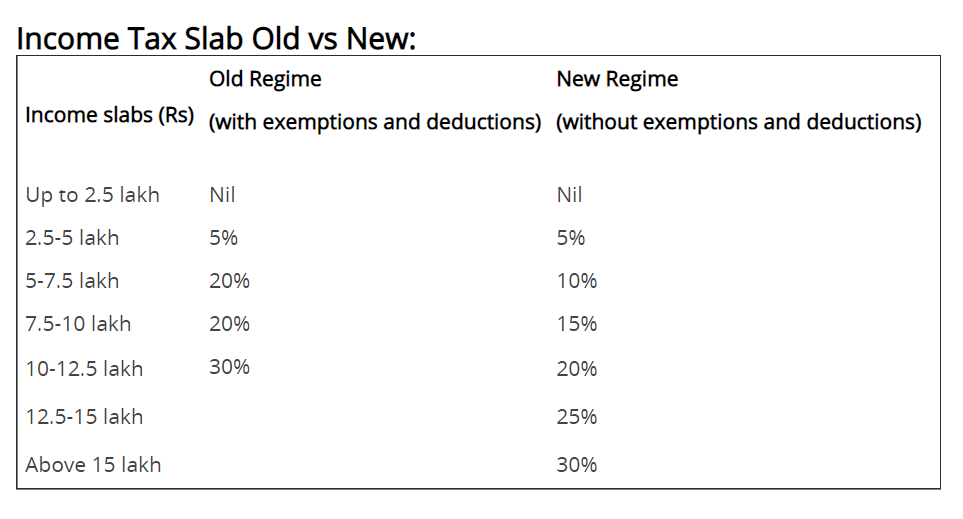 Income Tax Slab Old vs New:
Income slabs (Rs) Old Regime (with exemptions and deductions) New Regime (without exemptions and deductions)
Up to 2.5 lakh Nil Nil
2.5-5 lakh 5% 5%
5-7.5 lakh 20% 10%
7.5-10 lakh 20% 15%
10-12.5 lakh 30% 20%
12.5-15 lakh 25%
Above 15 lakh 30%